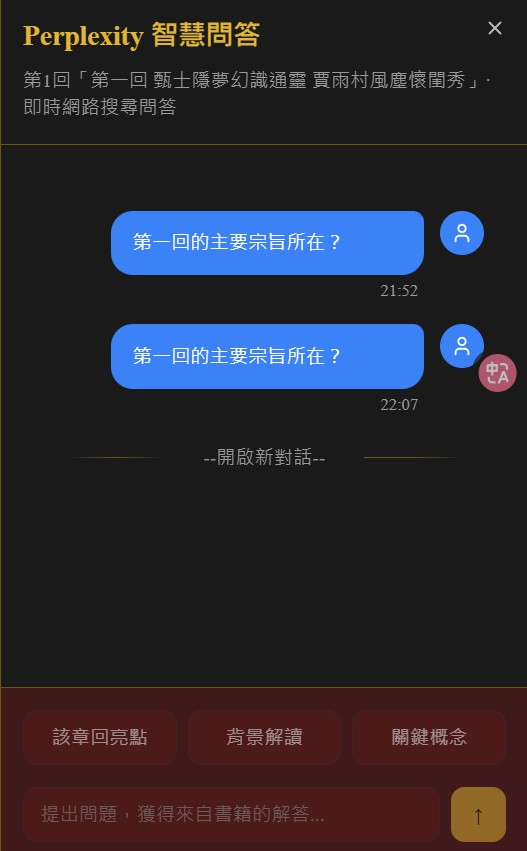 Perplexity 智慧問答
第1回「第一回 甄士隱夢幻識通靈 賈雨村風塵懷閨秀」·
即時網路搜尋問答
第一回的主要宗旨所在？
21:52
第一回的主要宗旨所在？
中A
22:07
--開啟新對話--
該章回亮點
背景解讀
關鍵概念
提出問題，獲得來自書籍的解答...
↑